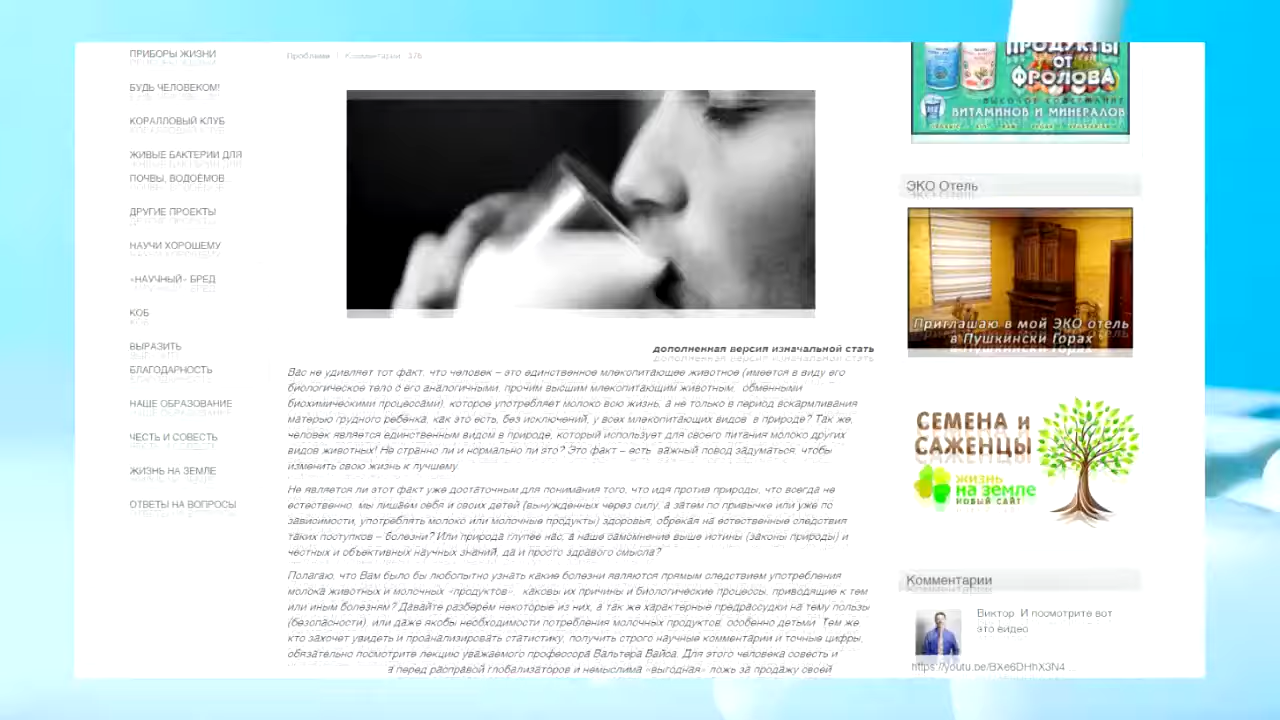 ПРИБОРЫ ЖИЗНИ
БУДЬ ЧЕЛОВЕКОМ!
КОРАЛЛОВЫЙ КЛУБ
ЖИВЫЕ БАКТЕРИИ ДЛЯ
ПОЧВЫ, ВОДОЁМОВ
ДРУГИЕ ПРОЕКТЫ
НАУЧИ ХОРОШЕМУ
«НАУЧНЫЙ» БРЕД
КОБ
ВЫРАЗИТЬ
БЛАГОДАРНОСТЬ
НАШЕ ОБРАЗОВАНИЕ
ЧЕСТЬ И СОВЕСТЬ
ЖИЗНЬ НА ЗЕМЛЕ
ОТВЕТЫ НА ВОПРОСЫ
Проблемы | Комментарии
дополненная версия изначальной стать
Вас не удивляет тот факт, что человек – это единственное млекопитающее животное (имеется в виду его
биологическое тело с его аналогичными, прочим высшим млекопитающим животным, обменными
биохимическими процессами), которое употребляет молоко всю жизнь, а не только в период вскармливания
матерью грудного ребёнка, как это есть, без исключений, у всех млекопитающих видов в природе? Так же,
человек является единственным видом в природе, который использует для своего питания молоко других
видов животных! Не странно ли и нормально ли это? Это факт – есть важный повод задуматься, чтобы
изменить свою жизнь к лучшему.
Не является ли этот факт уже достаточным для понимания того, что идя против природы, что всегда не
естественно, мы лишаем себя и своих детей (вынужденных через силу, а затем по привычке или уже по
зависимости, употреблять молоко или молочные продукты) здоровья, обрекая на естественные следствия
таких поступков – болезни? Или природа глупее нас, а наше самомнение выше истины (законы природы) и
честных и объективных научных знаний, да и просто здравого смысла?
Полагаю, что Вам было бы любопытно узнать какие болезни являются прямым следствием употребления
молока животных и молочных «продуктов», каковы их причины и биологические процессы, приводящие к тем
или иным болезням? Давайте разберём некоторые из них, а так же характерные предрассудки на тему пользы
(безопасности), или даже якобы необходимости потребления молочных продуктов, особенно детьми. Тем же
кто захочет увидеть и проанализировать статистику, получить строго научные комментарии и точные цифры,
обязательно посмотрите лекцию уважаемого профессора Вальтера Вайса. Для этого человека совесть и
перед расправой глобализаторов и немыслима «выгодная» ложь за продажу своей
ПРОДУКТЫ
ОТ
ФРОЛОВА
ВЫСОКОЕ СОДЕРЖАНИЕ
ВИТАМИНОВ И МИНЕРАЛОВ
ЭКО Отель
Приглашаю в мой ЭКО отель
в Пушкински Горах
СЕМЕНА и
САЖЕНЦЫ
ЖИЗНЬ
на земле
НОВЫЙ САЙТ
Комментарии
Виктор И посмотрите вот
это видео